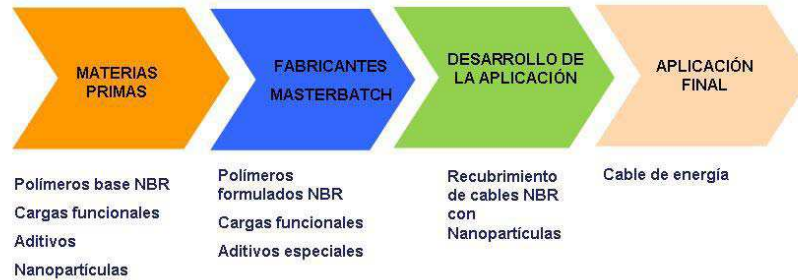 MATERIAS
PRIMAS
FABRICANTES
MASTERBATCH
DESARROLLO DE
LA APLICACIÓN
APLICACIÓN
FINAL
Polímeros base NBR
Cargas funcionales
Aditivos
Nanopartículas
Polímeros
formulados NBR
Cargas funcionales
Aditivos especiales
Recubrimiento
de cables NBR
con
Nanopartículas
Cable de energía